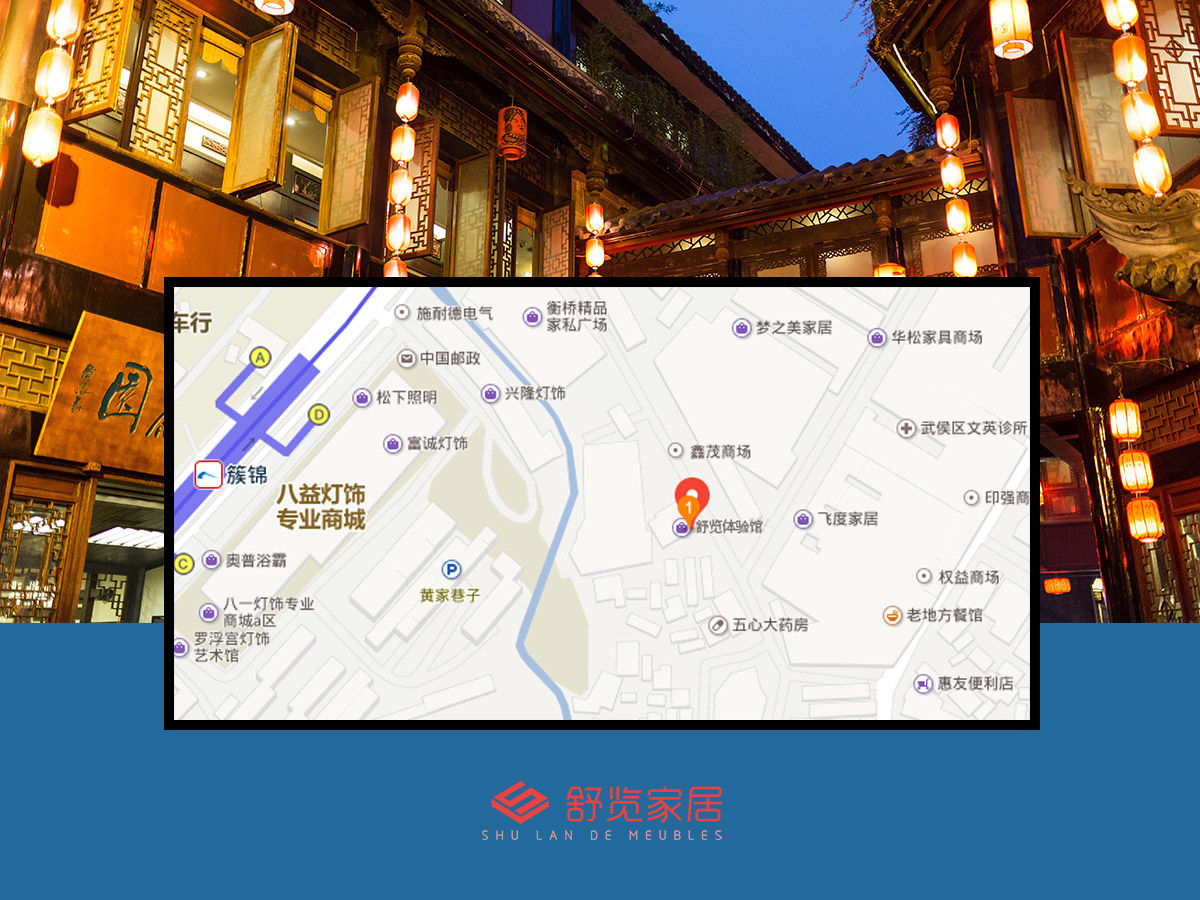 圆
车行
施耐德电气
衡桥精品
家私广场
梦之美家居
华松家具商场
A
中国邮政
松下照明
兴隆灯饰
D
富诚灯饰
武侯区文英诊所
鑫茂商场
簇锦
八益灯饰
专业商城
1
舒览体验馆
飞度家居
印强商
C
奥普浴霸
P
黄家巷子
权益商场
八一灯饰专业
商城a区
老地方餐馆
五心大药房
罗浮宫灯饰
艺术馆
惠友便利店
舒览家居
SHU LAN DE MEUBLES